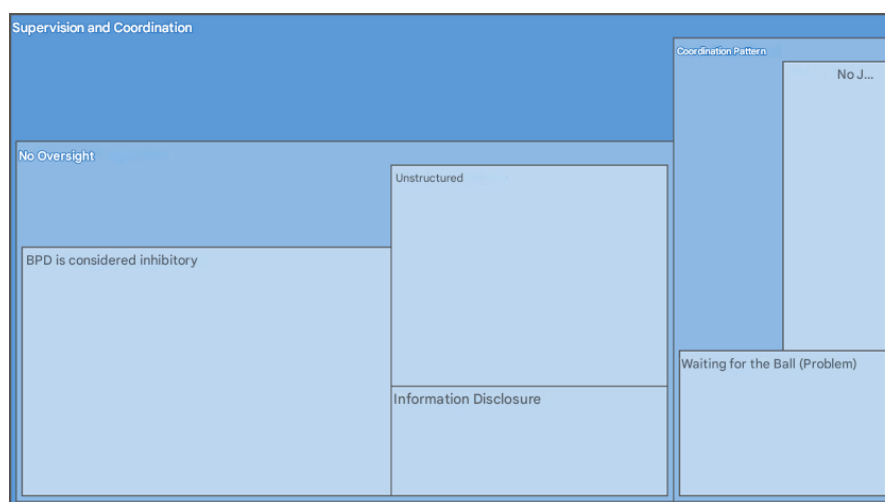 Supervision and Coordination
Coordination Pattern
No J...
No Oversight
Unstructured
BPD is considered inhibitory
Waiting for the Ball (Problem)
Information Disclosure